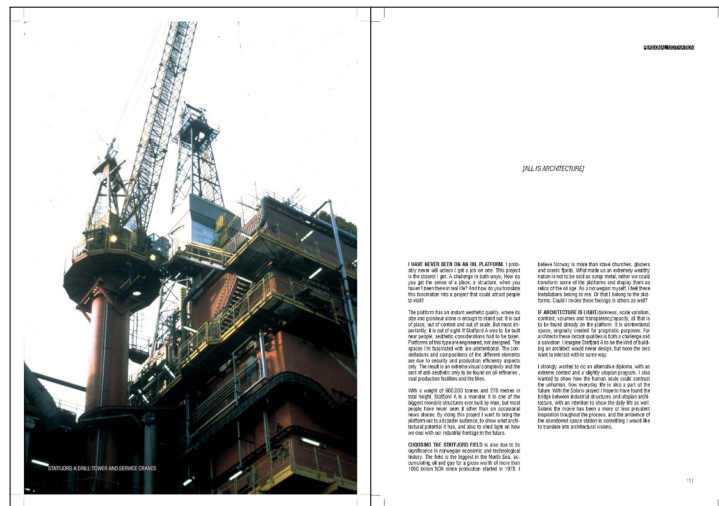 PERSONAL MOTIVATION
[ALL IS ARCHITECTURE]
I HAVE NEVER BEEN ON AN OIL PLATFORM. I prob-
ably never will unless I get a job on one. This project
is the closest I get. A challenge in both ways; How do
you get the sense of a place, a structure, when you
haven't been there in real life? And how do you translate
this fascination into a project that could attract people
to visit?
The platform has an instant aesthetic quality, where its
size and grandeur alone is enough to stand out. It is out
of place, out of context and out of scale. But most im-
portantly: it is out of sight. If Statfjord A was to be built
near people, aesthetic considerations had to be taken.
Platforms of this type are engineered, not designed. The
spaces I'm fascinated with are unintentional. The con-
stellations and compositions of the different elements
are due to security and production efficiency aspects
only. The result is an extreme visual complexity and the
sort of anti-aesthetic only to be found on oil-refineries ,
coal production facilities and the likes.
With a weight of 600.000 tonnes and 270 metres in
total height, Statfjord A is a monster. It is one of the
biggest movable structures ever built by man, but most
people have never seen it other than on occasional
news stories. By doing this project I want to bring the
platform out to a broader audience, to show what archi-
tectural potential it has, and also to shed light on how
we deal with our industrial heritage in the future.
CHOOSING THE STATFJORD FIELD is also due to its
significance in norwegian economic and technological
history. The field is the biggest in the North Sea, ac-
cumulating oil and gas for a gross worth of more than
billion NOK since production started in 1979. I
believe Norway is more than stave churches, glaciers
and scenic fjords. What made us an extremely wealthy
nation is not to be sold as scrap metal, rather we could
transform some of the platforms and display them as
relics of the oil age. As a norwegian myself, I feel these
installations belong to me. Or that I belong to the plat-
forms. Could I invoke these feelings in others as well?
IF ARCHITECTURE IS LIGHT/darkness, scale variation,
contrast, volumes and transparency/opacity, all that is
to be found already on the platform. It is unintentional
space, originally created for pragmatic purposes. For
architects these instant qualities is both a challenge and
a salvation. I imagine Statfjord A to be the kind of build-
ing an architect would never design, but none the less
want to interact with in some way.
I strongly wanted to do an alternative diploma, with an
extreme context and a slightly utopian program. I also
wanted to show how the human scale could contrast
the unhuman, how everyday life is also a part of the
future. With the Solaris project I hope to have found the
bridge between industrial structures and utopian archi-
tecture, with an intention to show the daily life as well.
Solaris the movie has been a more or less prevalent
inspiration troughout the process, and the ambience of
the abandoned space station is something I would like
to translate into architectural visions.
STATFJORD A DRILL TOWER AND SERVICE CRANES